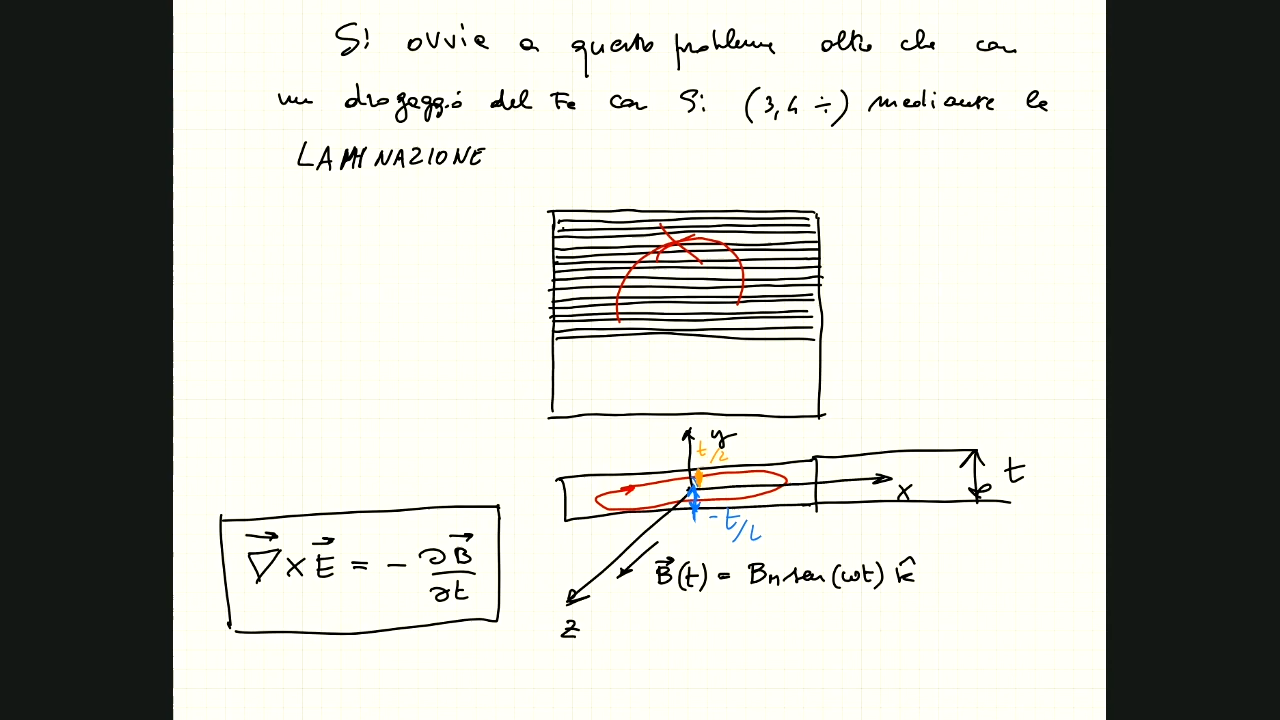 Si ovvia a questo problema oltre che con
un drogaggio del Fe con Si (3,4 ÷) mediante la
LAMINAZIONE
y
t/2
t
x
-t/2
∇ × E = - ∂B/∂t
B(t) = B_M sen(ωt) k̂
z